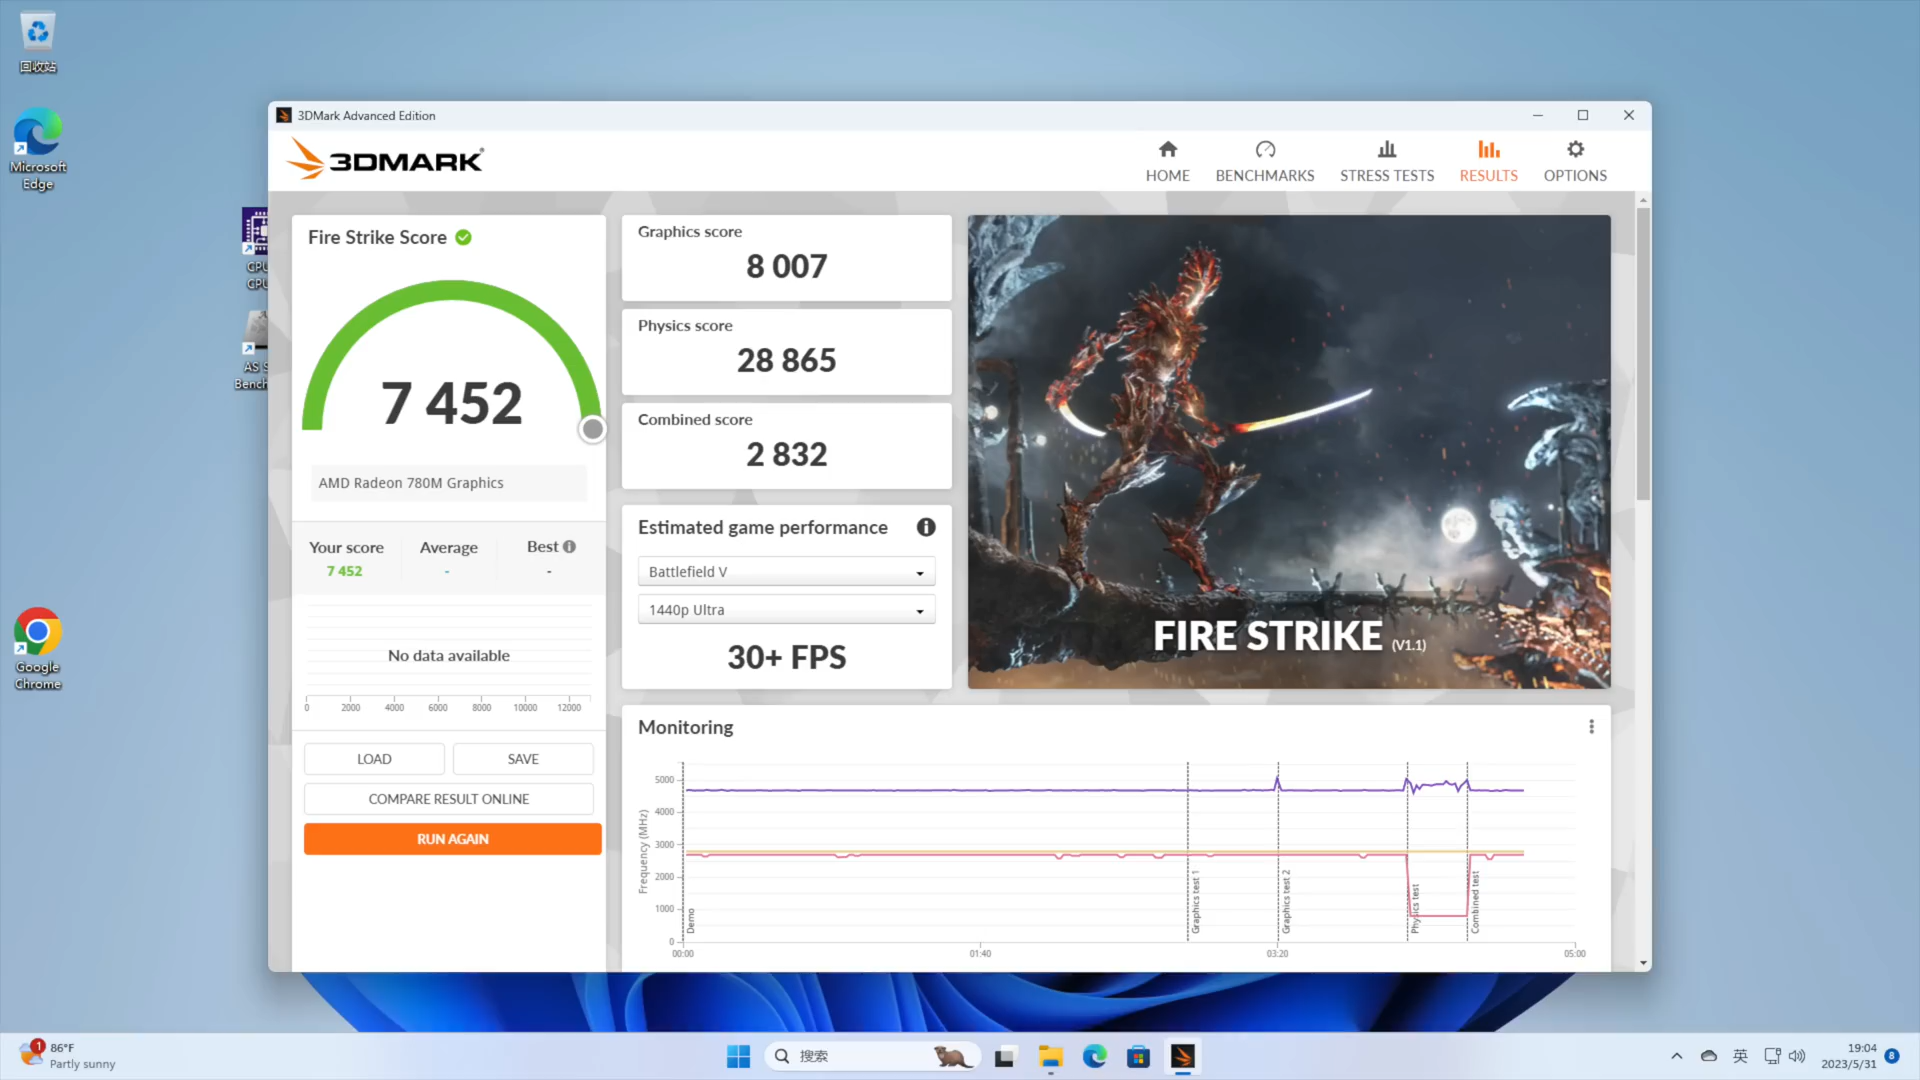 回收站
Microsoft
Edge
CPU
CPU
AS S
Bench
Google
Chrome
3DMark Advanced Edition
3DMARK®
HOME
BENCHMARKS
STRESS TESTS
RESULTS
OPTIONS
Fire Strike Score
7 452
AMD Radeon 780M Graphics
Your score
7 452
Average
-
Best
-
No data available
0 2000 4000 6000 8000 10000 12000
LOAD
SAVE
COMPARE RESULT ONLINE
RUN AGAIN
Graphics score
8 007
Physics score
28 865
Combined score
2 832
Estimated game performance
Battlefield V
1440p Ultra
30+ FPS
FIRE STRIKE (V1.1)
Monitoring
Frequency (MHz)
5000
4000
3000
2000
1000
0
Demo
Graphics test 1
Graphics test 2
Physics test
Combined test
00:00 01:40 03:20 05:00
1
86°F
Partly sunny
搜索
英
19:04
2023/5/31
8